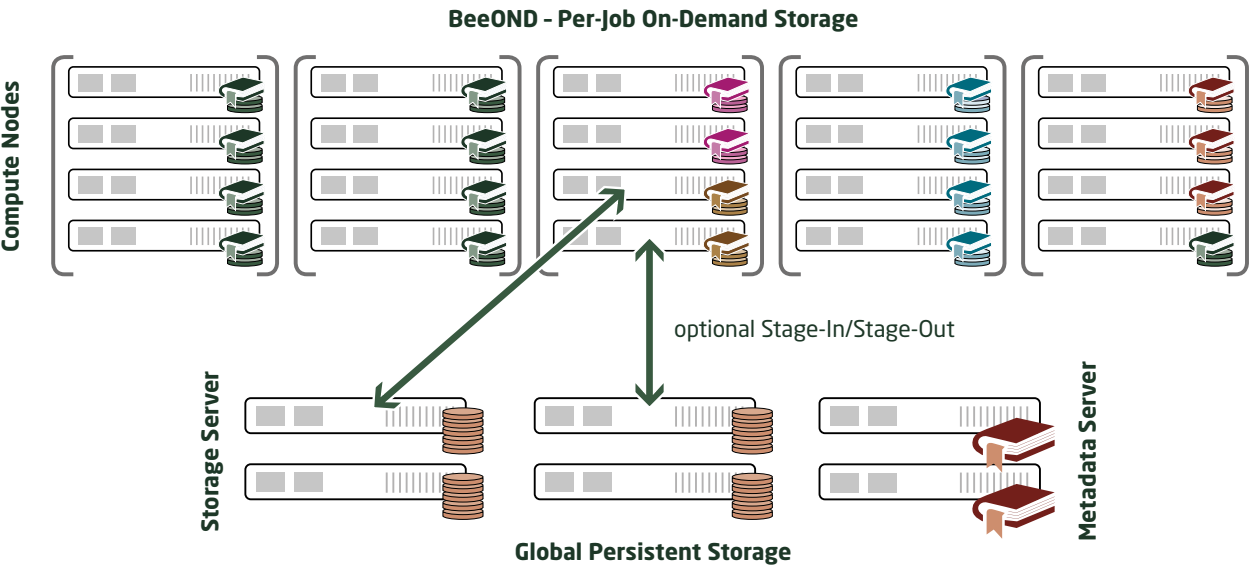 BeeOND – Per-Job On-Demand Storage
Compute Nodes
optional Stage-In/Stage-Out
Storage Server
Metadata Server
Global Persistent Storage